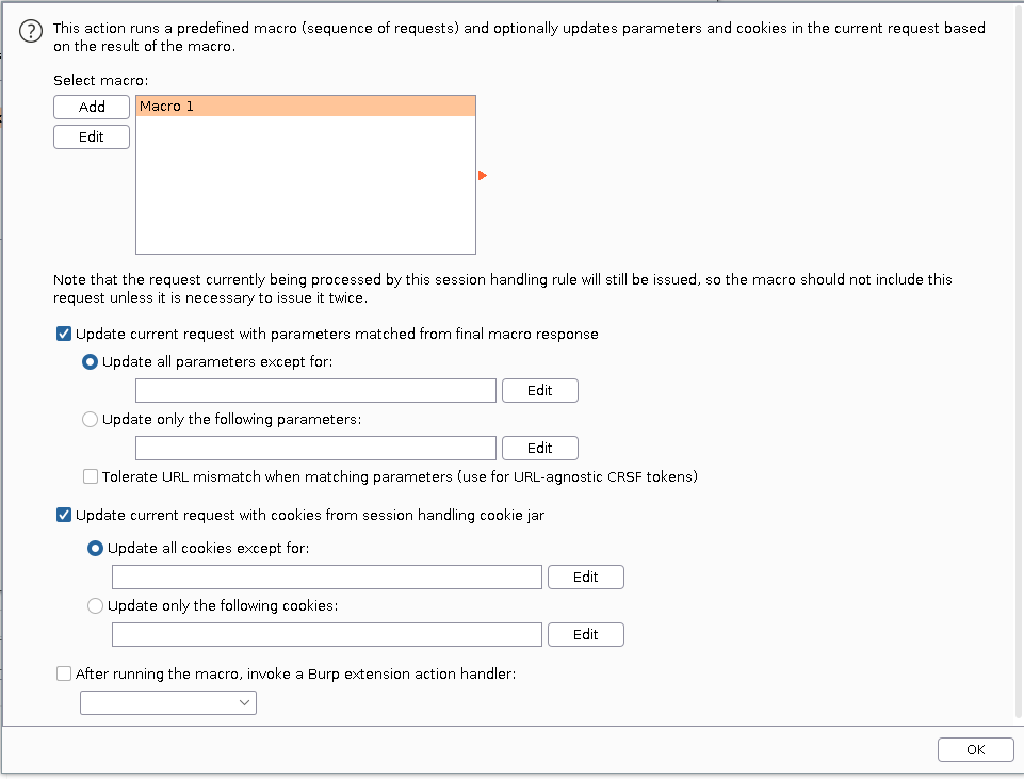 This action runs a predefined macro (sequence of requests) and optionally updates parameters and cookies in the current request based
on the result of the macro.
Select macro:
Add
Macro 1
Edit
Note that the request currently being processed by this session handling rule will still be issued, so the macro should not include this
request unless it is necessary to issue it twice.
Update current request with parameters matched from final macro response
Update all parameters except for:
Edit
Update only the following parameters:
Edit
Tolerate URL mismatch when matching parameters (use for URL-agnostic CRSF tokens)
Update current request with cookies from session handling cookie jar
Update all cookies except for:
Edit
Update only the following cookies:
Edit
After running the macro, invoke a Burp extension action handler:
OK